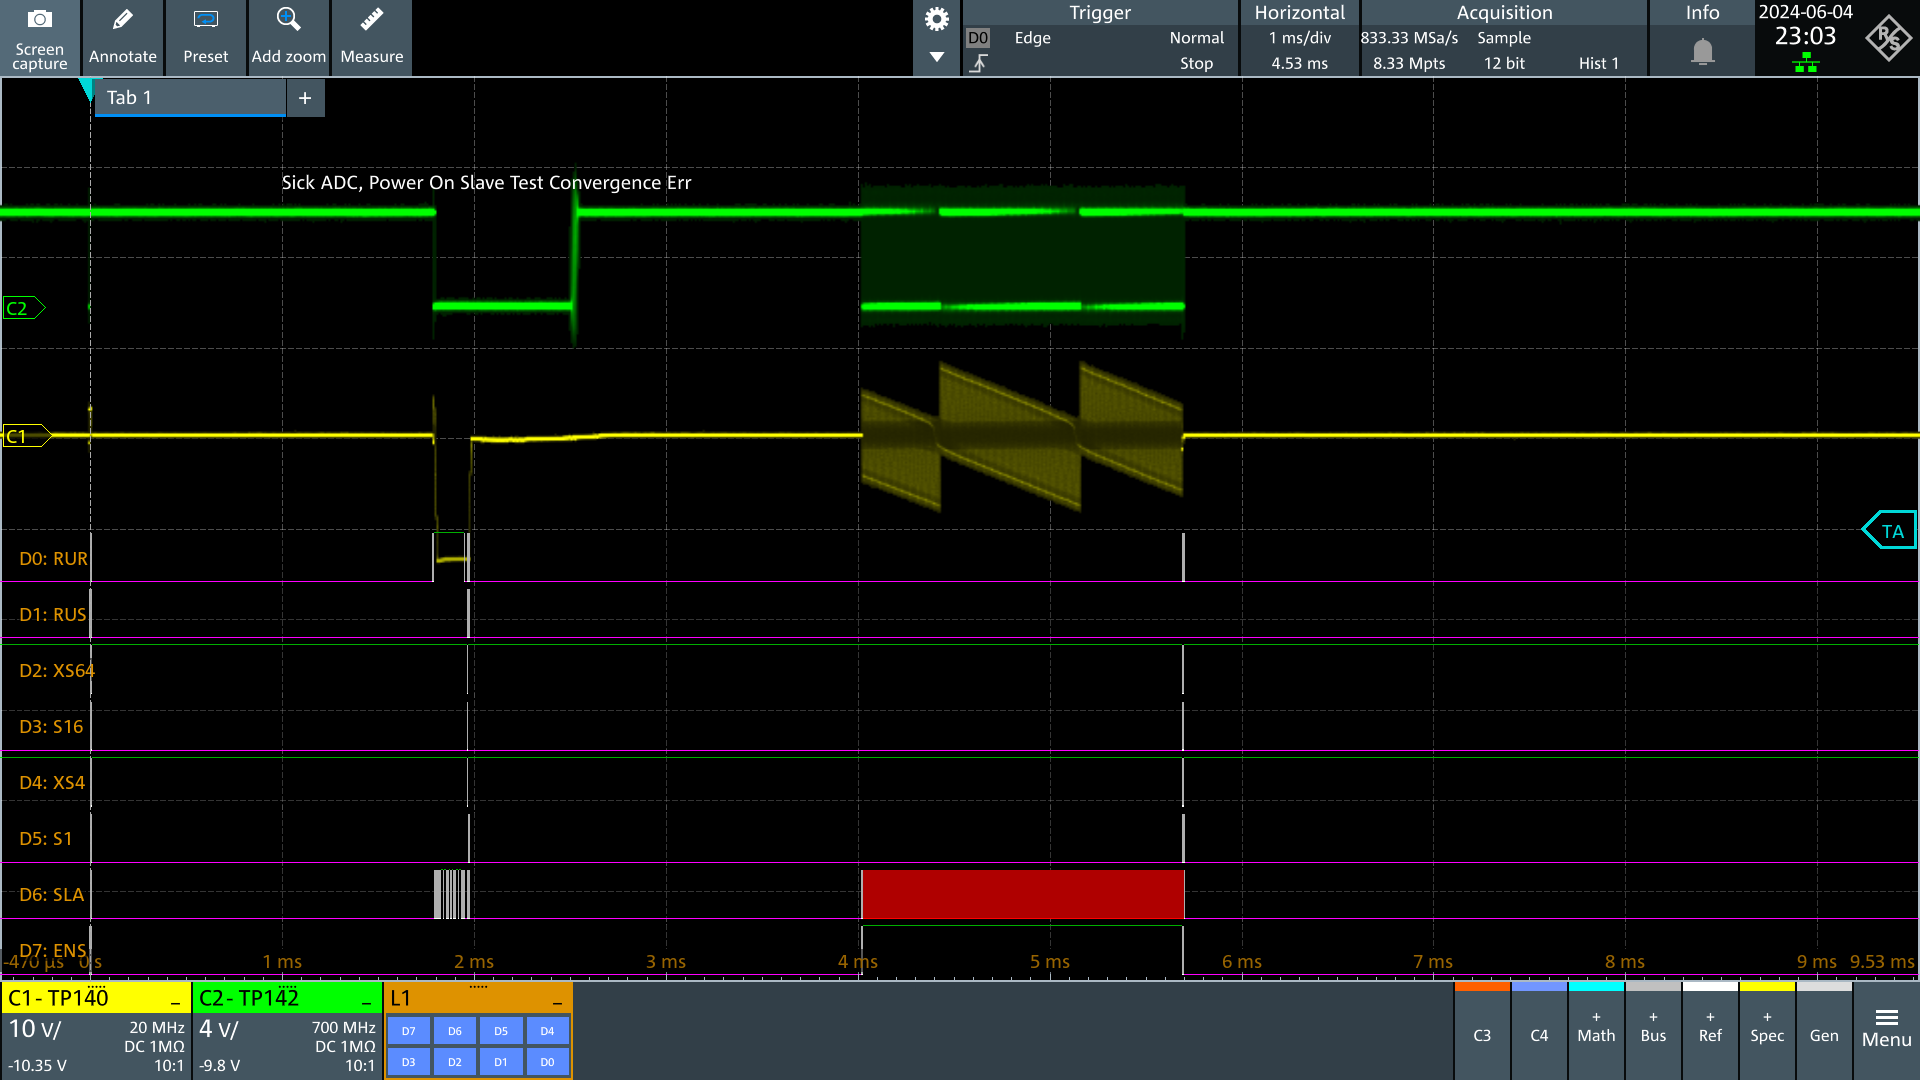 Screen capture
Annotate
Preset
Add zoom
Measure
Trigger
D0 Edge Normal
Stop
Horizontal
1 ms/div
4.53 ms
Acquisition
833.33 MSa/s Sample
8.33 Mpts 12 bit Hist 1
Info
2024-06-04
23:03
R&S
Tab 1 +
Sick ADC, Power On Slave Test Convergence Err
C2
C1
TA
D0: RUR
D1: RUS
D2: XS64
D3: S16
D4: XS4
D5: S1
D6: SLA
D7: ENS
-470 µs 0 s 1 ms 2 ms 3 ms 4 ms 5 ms 6 ms 7 ms 8 ms 9 ms 9.53 ms
C1 - TP140
10 V/ 20 MHz
DC 1MΩ
-10.35 V 10:1
C2 - TP142
4 V/ 700 MHz
DC 1MΩ
-9.8 V 10:1
L1
D7 D6 D5 D4
D3 D2 D1 D0
C3
C4
+ Math
+ Bus
+ Ref
+ Spec
Gen
Menu